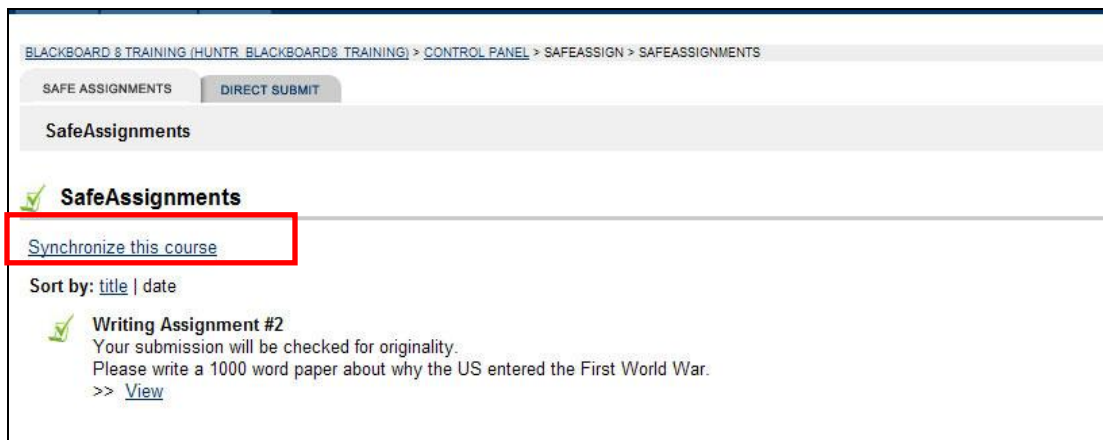 BLACKBOARD 8 TRAINING (HUNTR_BLACKBOARD8_TRAINING) > CONTROL PANEL > SAFEASSIGN > SAFEASSIGNMENTS
SAFE ASSIGNMENTS DIRECT SUBMIT
SafeAssignments
SafeAssignments
Synchronize this course
Sort by: title | date
Writing Assignment #2
Your submission will be checked for originality.
Please write a 1000 word paper about why the US entered the First World War.
>> View